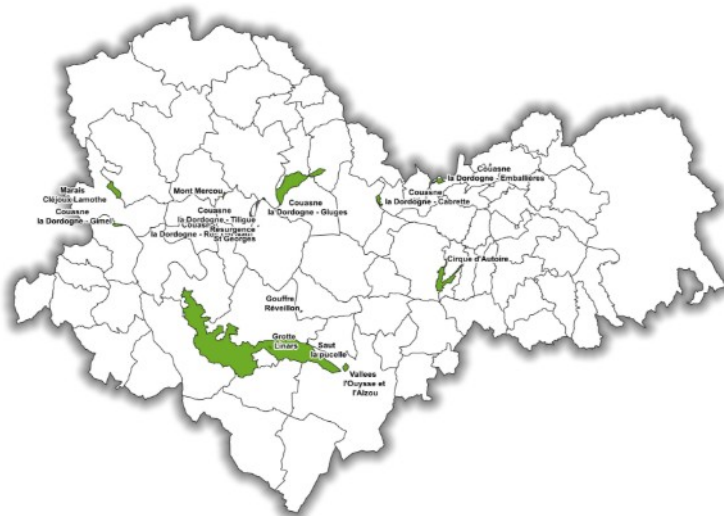 Marais
Cléjoux-Lamothe
Couasne
la Dordogne - Gimel
Mont Mercou
Couasne
la Dordogne - Tiligue
Couasne
la Dordogne -
Résurgence
St Georges
Couasne
la Dordogne - Gluges
Couasne
la Dordogne - Emballières
Couasne
la Dordogne - Cabrette
Cirque d'Autoire
Gouffre
Réveillon
Grotte
Linars
Saut
la pucelle
Vallees
l'Ouysse et
l'Alzou